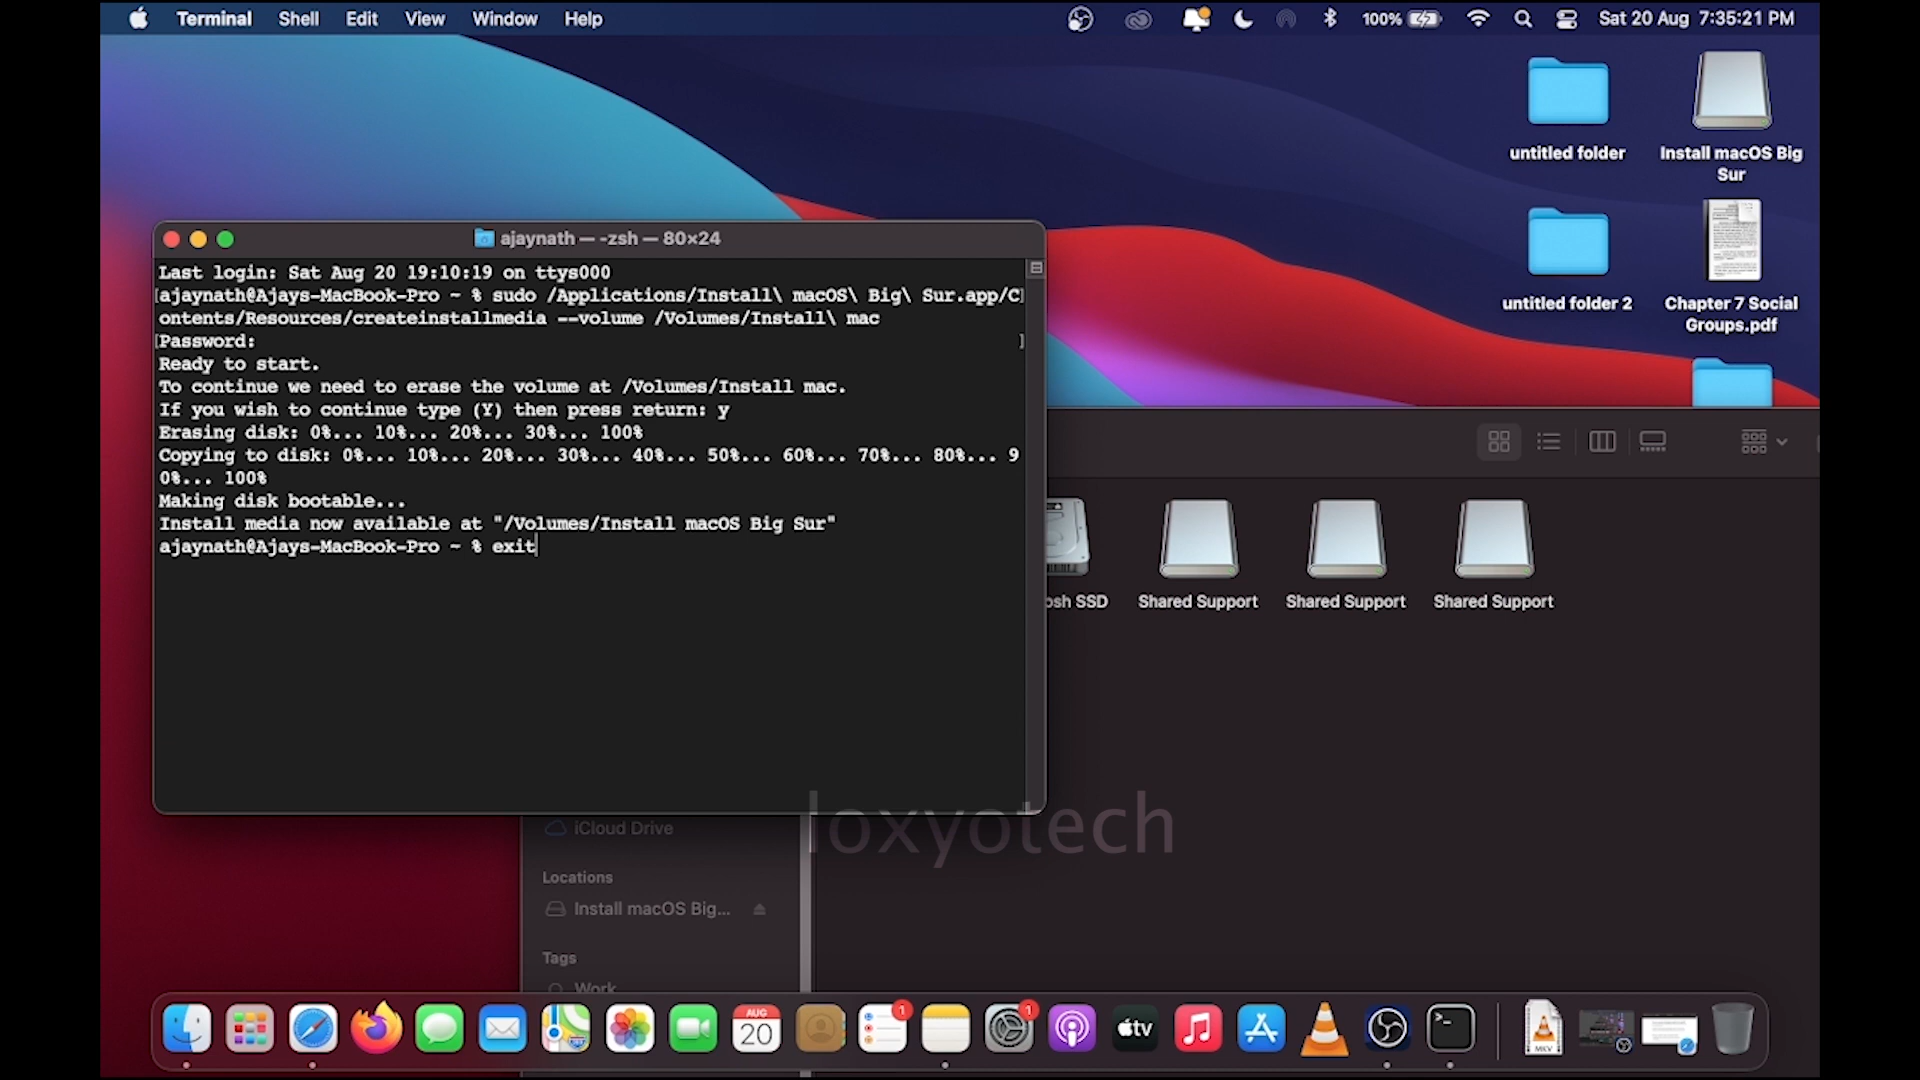 Terminal Shell Edit View Window Help 100% Sat 20 Aug 7:35:21 PM
untitled folder
Install macOS Big
Sur
untitled folder 2
Chapter 7 Social
Groups.pdf
ajaynath — -zsh — 80×24
Last login: Sat Aug 20 19:10:19 on ttys000
[ajaynath@Ajays-MacBook-Pro ~ % sudo /Applications/Install\ macOS\ Big\ Sur.app/C]
ontents/Resources/createinstallmedia --volume /Volumes/Install\ mac
[Password: ]
Ready to start.
To continue we need to erase the volume at /Volumes/Install mac.
If you wish to continue type (Y) then press return: y
Erasing disk: 0%... 10%... 20%... 30%... 100%
Copying to disk: 0%... 10%... 20%... 30%... 40%... 50%... 60%... 70%... 80%... 9
0%... 100%
Making disk bootable...
Install media now available at "/Volumes/Install macOS Big Sur"
ajaynath@Ajays-MacBook-Pro ~ % exit
osh SSD
Shared Support
Shared Support
Shared Support
loxyotech
iCloud Drive
Locations
Install macOS Big...
Tags
Work
AUG
20
1
1
tv
MKV